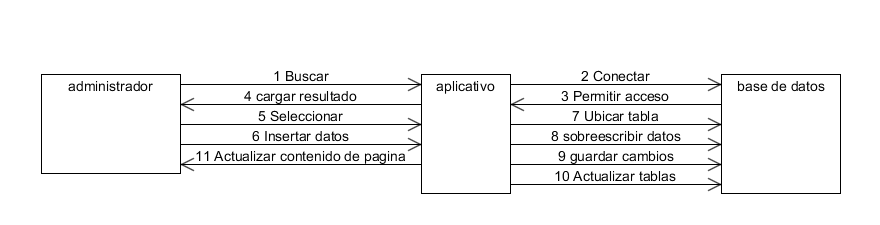 administrador
1 Buscar
4 cargar resultado
5 Seleccionar
6 Insertar datos
11 Actualizar contenido de pagina
aplicativo
2 Conectar
3 Permitir acceso
7 Ubicar tabla
8 sobreescribir datos
9 guardar cambios
10 Actualizar tablas
base de datos